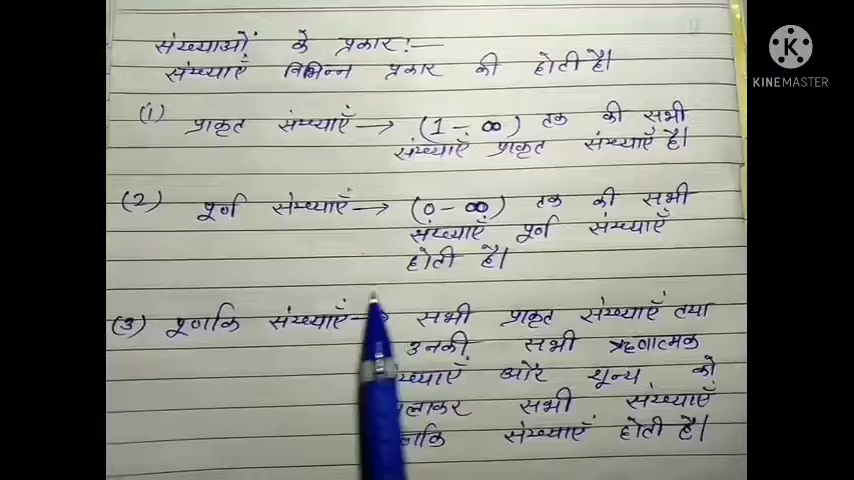 संख्याओं के प्रकार:—
संख्याएँ विभिन्न प्रकार की होती है।
(1) प्राकृत संख्याएँ → (1 - ∞) तक की सभी
संख्याएँ प्राकृत संख्याएँ है।
(2) पूर्ण संख्याएँ → (0 - ∞) तक की सभी
संख्याएँ पूर्ण संख्याएँ
होती है।
(3) पूर्णांक संख्याएँ → सभी प्राकृत संख्याएँ तथा
उनकी सभी ऋणात्मक
और शून्य को
सभी संख्याएँ
संख्याएं होती है।
KINEMASTER